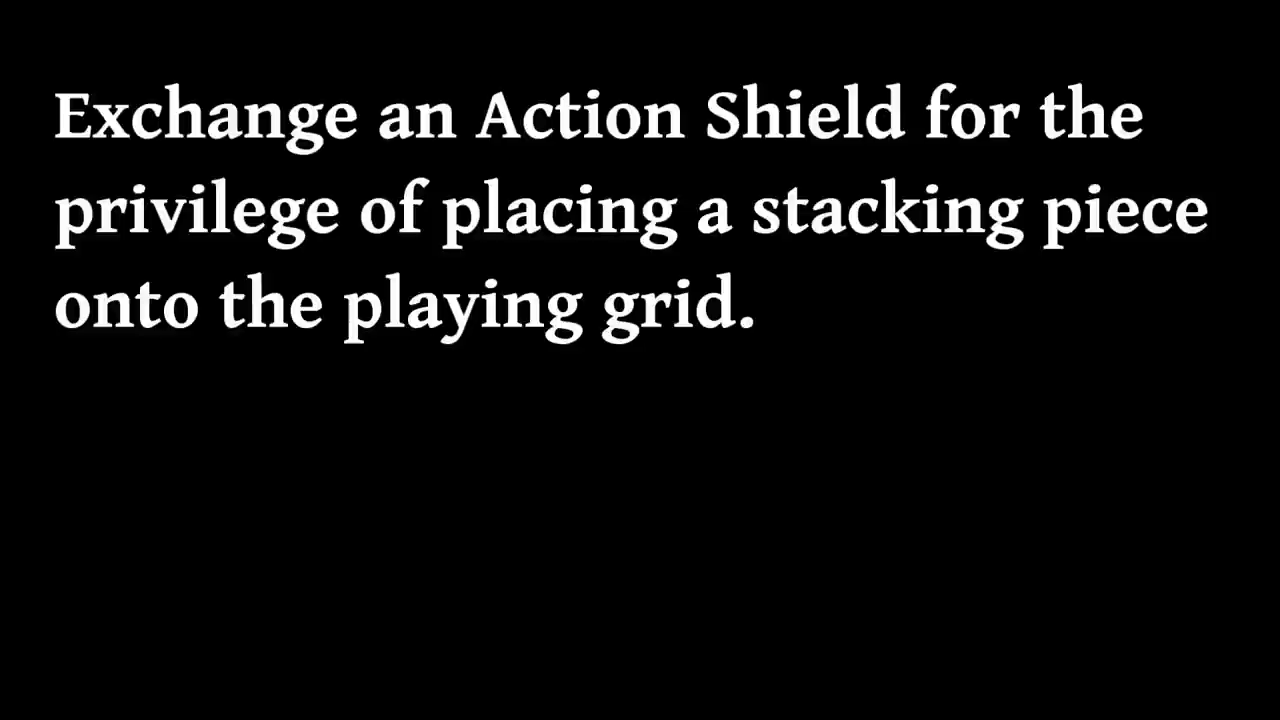 Exchange an Action Shield for the
privilege of placing a stacking piece
onto the playing grid.